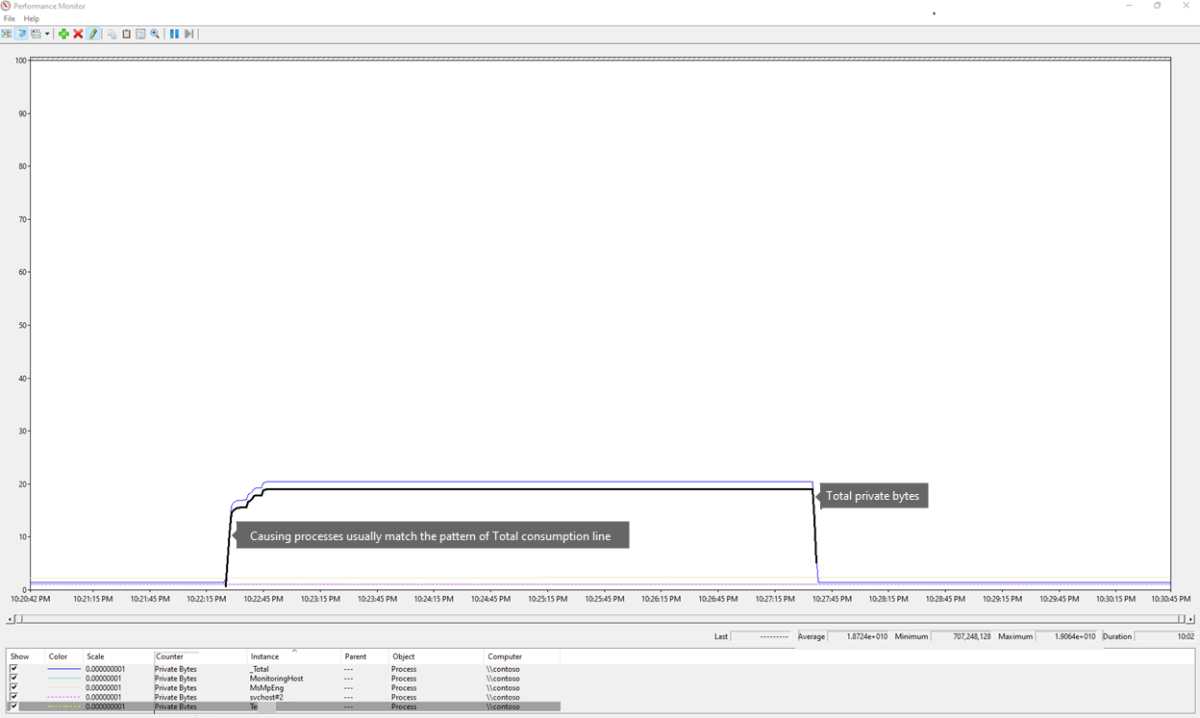 Performance Monitor
File Help
100
90
80
70
60
50
40
30
20
10
0
Total private bytes
Causing processes usually match the pattern of Total consumption line
10:20:42 PM 10:21:15 PM 10:21:45 PM 10:22:15 PM 10:22:45 PM 10:23:15 PM 10:23:45 PM 10:24:15 PM 10:24:45 PM 10:25:15 PM 10:25:45 PM 10:26:15 PM 10:26:45 PM 10:27:15 PM 10:27:45 PM 10:28:15 PM 10:28:45 PM 10:29:15 PM 10:29:45 PM 10:30:15 PM 10:30:45 PM
Last --------- Average 1.8724e+010 Minimum 707,248,128 Maximum 1.9064e+010 Duration 10:02
Show Color Scale Counter Instance Parent Object Computer
0.000000001 Private Bytes _Total --- Process \\contoso
0.000000001 Private Bytes MonitoringHost --- Process \\contoso
0.000000001 Private Bytes MsMpEng --- Process \\contoso
0.000000001 Private Bytes svchost#2 --- Process \\contoso
0.000000001 Private Bytes Te --- Process \\contoso